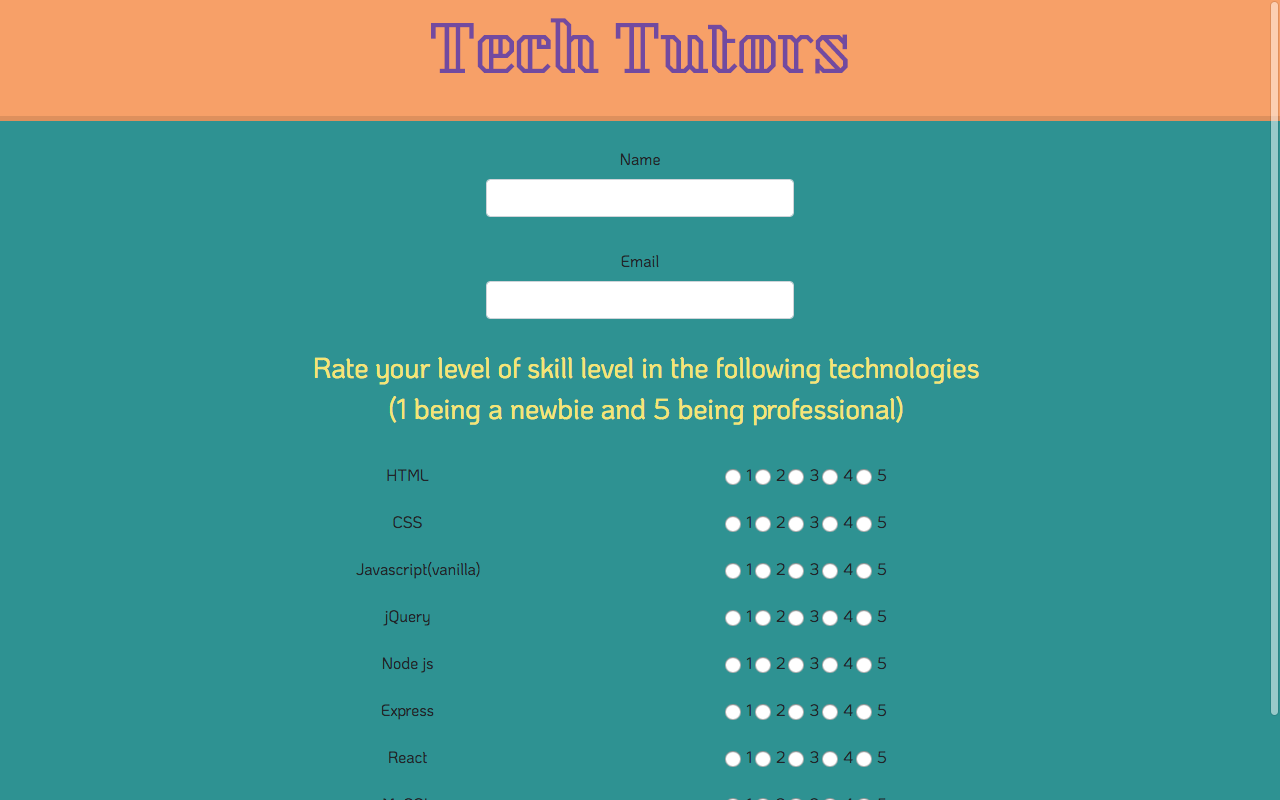 Tech Tutors
Name
Email
Rate your level of skill level in the following technologies
(1 being a newbie and 5 being professional)
HTML 1 2 3 4 5
CSS 1 2 3 4 5
Javascript(vanilla) 1 2 3 4 5
jQuery 1 2 3 4 5
Node js 1 2 3 4 5
Express 1 2 3 4 5
React 1 2 3 4 5